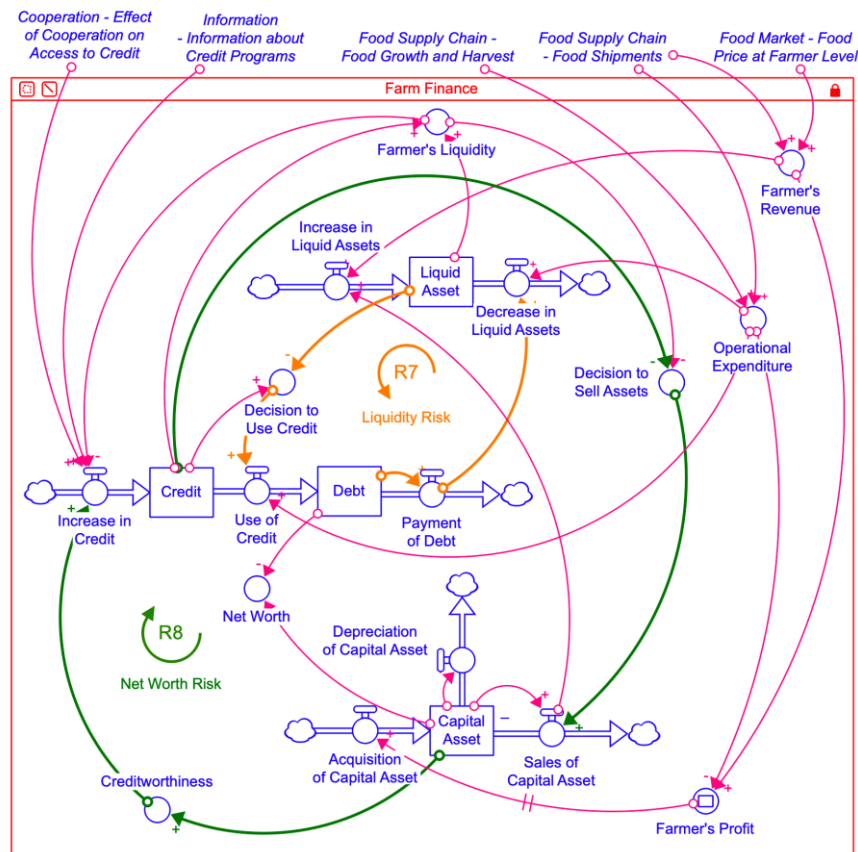 Cooperation - Effect
of Cooperation on
Access to Credit
Information
- Information about
Credit Programs
Food Supply Chain -
Food Growth and Harvest
Food Supply Chain
- Food Shipments
Food Market - Food
Price at Farmer Level
Farm Finance
Farmer's Liquidity
Farmer's
Revenue
Increase in
Liquid Assets
Liquid
Asset
Decrease in
Liquid Assets
Operational
Expenditure
R7
Liquidity Risk
Decision to
Use Credit
Decision to
Sell Assets
Credit
Debt
Increase in
Credit
Use of
Credit
Payment
of Debt
Net Worth
R8
Net Worth Risk
Depreciation
of Capital Asset
Capital
Asset
Acquisition
of Capital Asset
Sales of
Capital Asset
Creditworthiness
Farmer's Profit